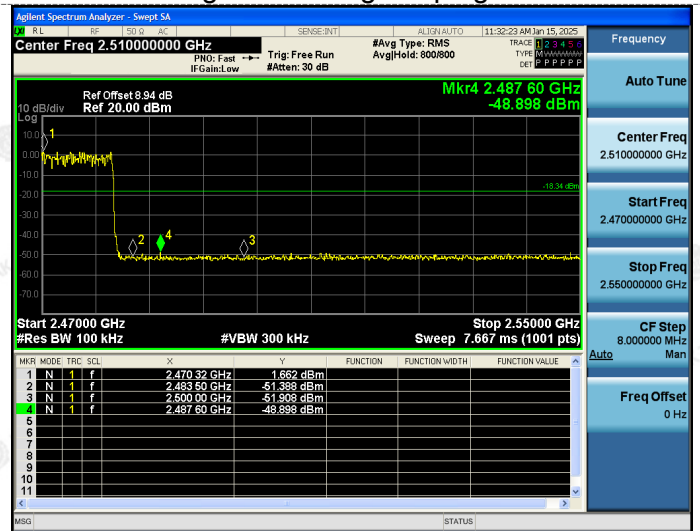 Agilent Spectrum Analyzer - Swept SA
RL RF 50 Ω AC SENSE:INT ALIGN AUTO 11:32:23 AM Jan 15, 2025
Center Freq 2.510000000 GHz
PNO: Fast
IFGain:Low
Trig: Free Run
#Atten: 30 dB
#Avg Type: RMS
Avg|Hold: 800/800
TRACE 1 2 3 4 5 6
TYPE MWWWWW
DET P P P P P P
Ref Offset 8.94 dB
Ref 20.00 dBm
Mkr4 2.487 60 GHz
-48.898 dBm
10 dB/div
Log
10.0
0.00
-10.0
-20.0
-30.0
-40.0
-50.0
-60.0
-70.0
1
2
4
3
-18.34 dBm
Start 2.47000 GHz
#Res BW 100 kHz
#VBW 300 kHz
Stop 2.55000 GHz
Sweep 7.667 ms (1001 pts)
MKR MODE TRC SCL X Y FUNCTION FUNCTION WIDTH FUNCTION VALUE
1 N 1 f 2.470 32 GHz 1.662 dBm
2 N 1 f 2.483 50 GHz -51.388 dBm
3 N 1 f 2.500 00 GHz -51.908 dBm
4 N 1 f 2.487 60 GHz -48.898 dBm
5
6
7
8
9
10
11
MSG STATUS
Frequency
Auto Tune
Center Freq
2.510000000 GHz
Start Freq
2.470000000 GHz
Stop Freq
2.550000000 GHz
CF Step
8.000000 MHz
Auto Man
Freq Offset
0 Hz